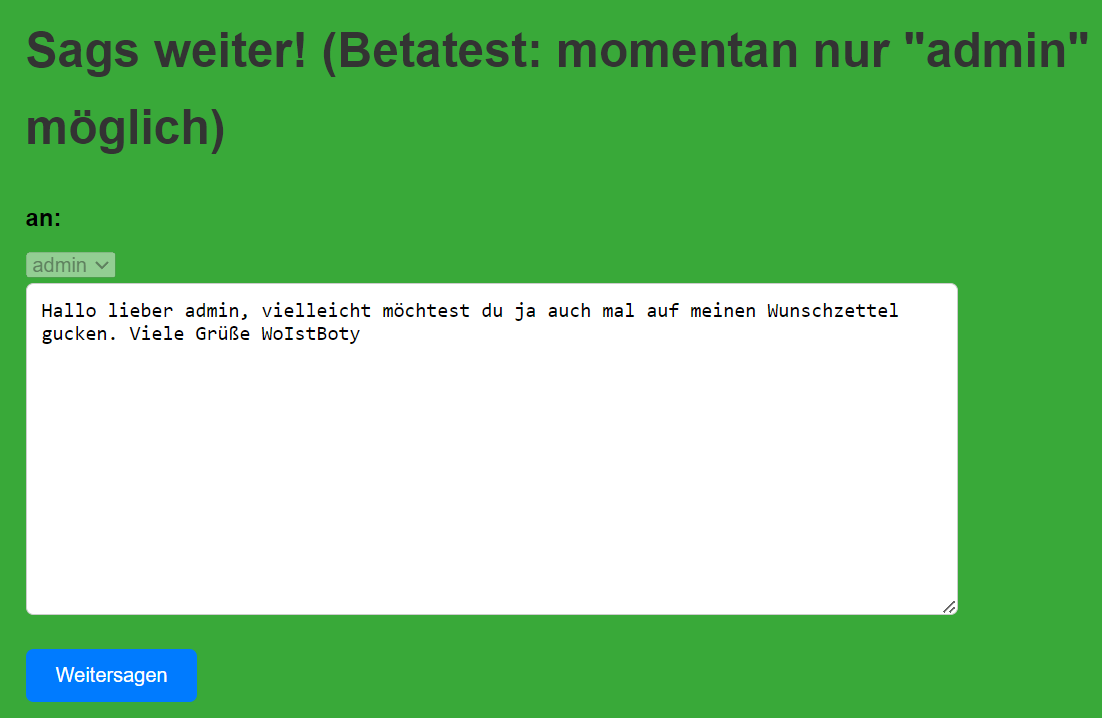 Sags weiter! (Betatest: momentan nur "admin"
möglich)
an:
admin
Hallo lieber admin, vielleicht möchtest du ja auch mal auf meinen Wunschzettel
gucken. Viele Grüße WoIstBoty
Weitersagen